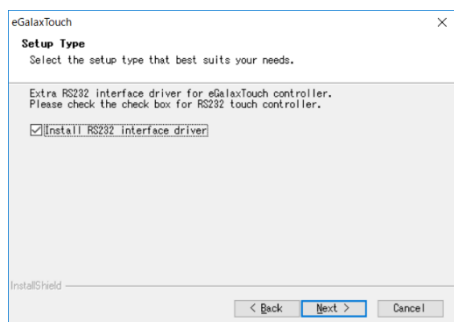 eGalaxTouch
Setup Type
Select the setup type that best suits your needs.
Extra RS232 interface driver for eGalaxTouch controller.
Please check the check box for RS232 touch controller.
Install RS232 interface driver
InstallShield
< Back Next > Cancel